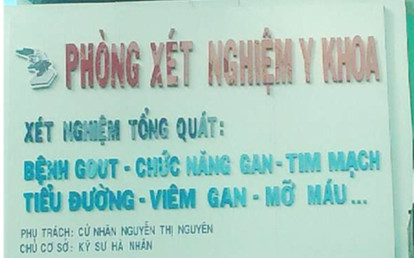 PHÒNG XÉT NGHIỆM Y KHOA
XÉT NGHIỆM TỔNG QUÁT:
BỆNH GOUT - CHỨC NĂNG GAN - TIM MẠCH
TIỂU ĐƯỜNG - VIÊM GAN - MỠ MÁU...
PHỤ TRÁCH: CỬ NHÂN NGUYỄN THỊ NGUYÊN
CHỦ CƠ SỞ: KỸ SƯ HÀ NHÂN